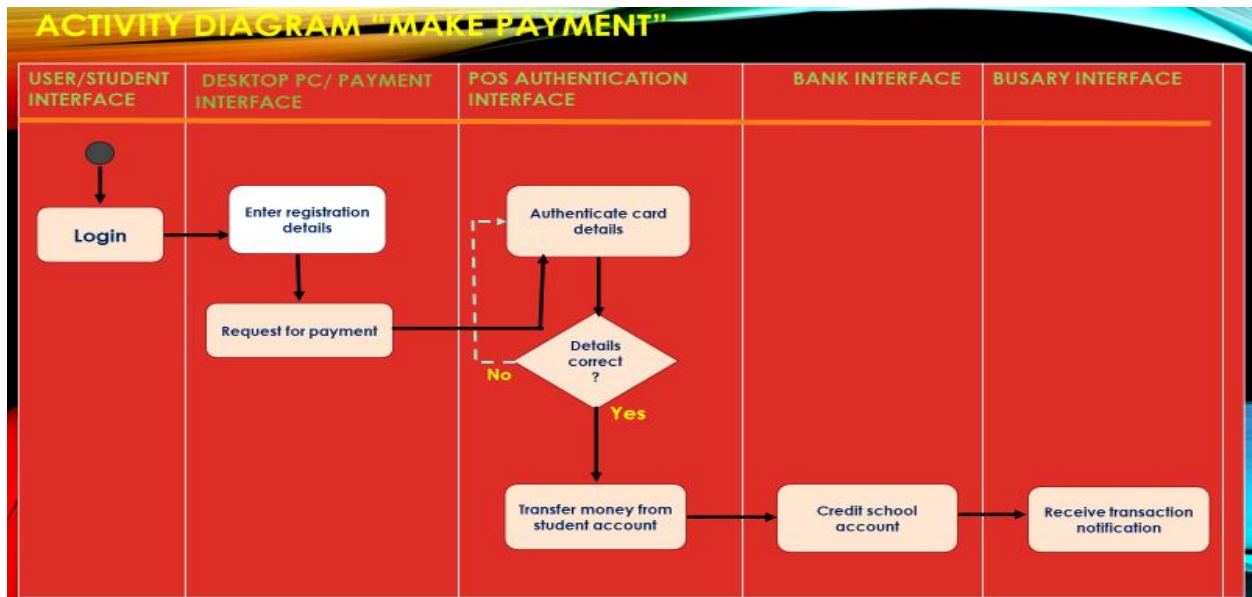 ACTIVITY DIAGRAM “MAKE PAYMENT”
USER/STUDENT
INTERFACE
DESKTOP PC/ PAYMENT
INTERFACE
POS AUTHENTICATION
INTERFACE
BANK INTERFACE
BUSARY INTERFACE
Login
Enter registration
details
Request for payment
Authenticate card
details
Details
correct
?
No
Yes
Transfer money from
student account
Credit school
account
Receive transaction
notification